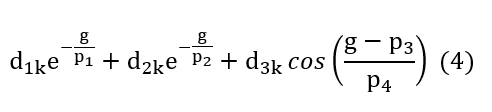 d₁ₖe^(-g/p₁) + d₂ₖe^(-g/p₂) + d₃ₖ cos((g − p₃)/p₄) (4)